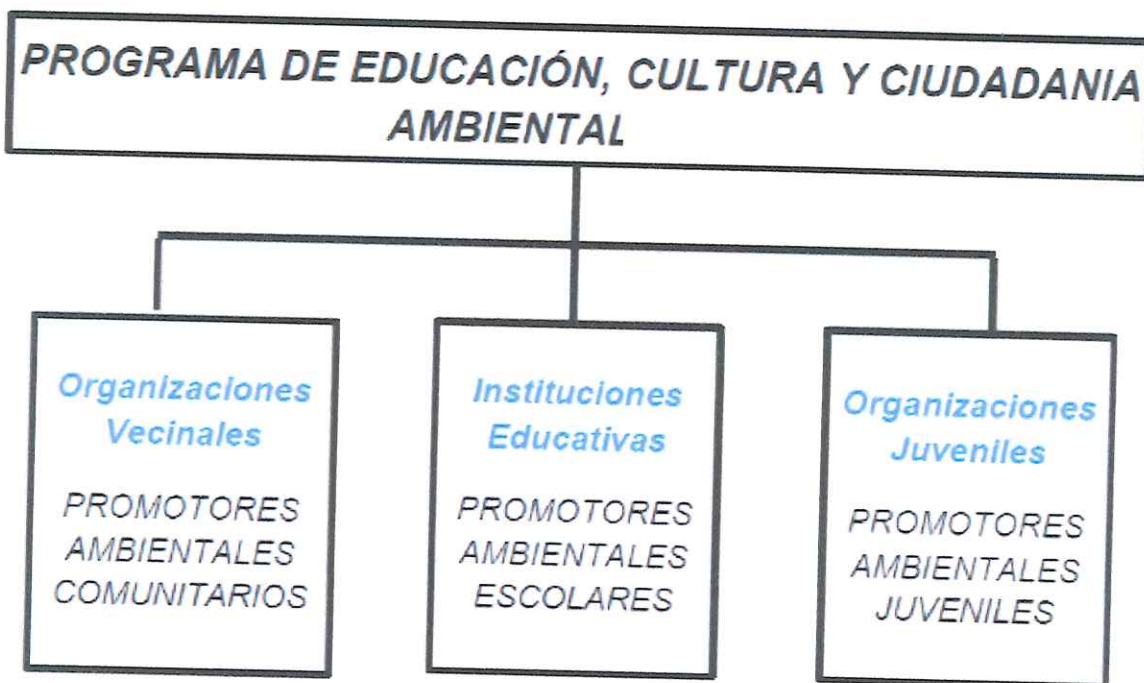 PROGRAMA DE EDUCACIÓN, CULTURA Y CIUDADANIA
AMBIENTAL
Organizaciones
Vecinales
PROMOTORES
AMBIENTALES
COMUNITARIOS
Instituciones
Educativas
PROMOTORES
AMBIENTALES
ESCOLARES
Organizaciones
Juveniles
PROMOTORES
AMBIENTALES
JUVENILES